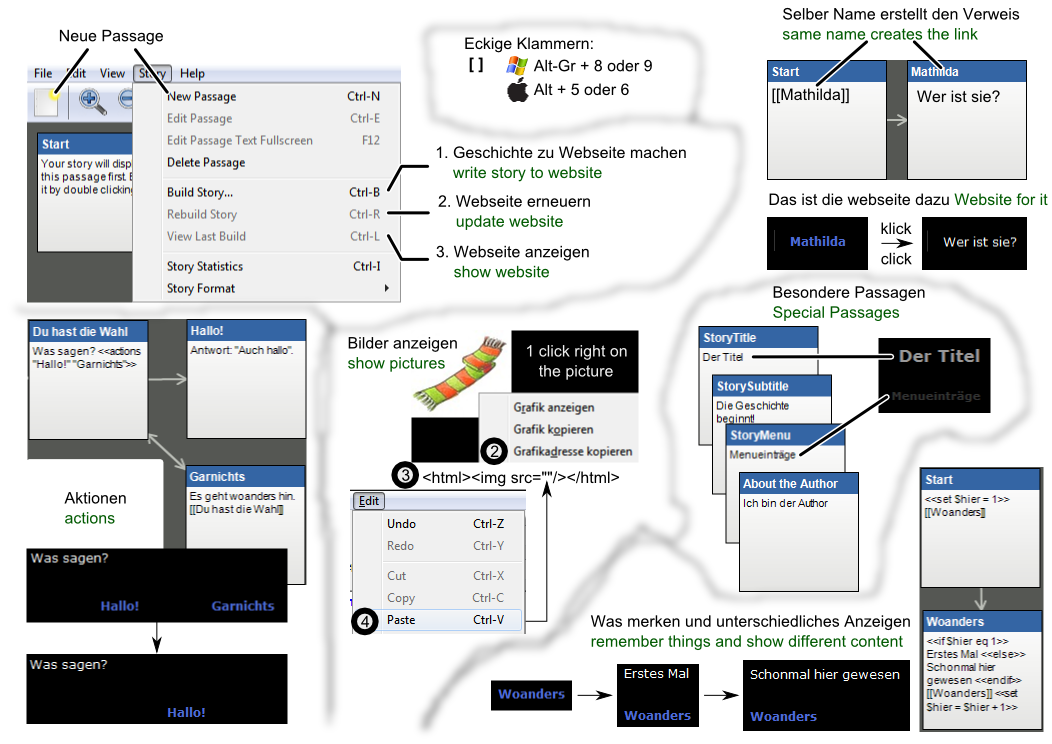 Neue Passage
File Edit View Story Help
New Passage Ctrl-N
Edit Passage Ctrl-E
Edit Passage Text Fullscreen F12
Delete Passage
Build Story... Ctrl-B
Rebuild Story Ctrl-R
View Last Build Ctrl-L
Story Statistics Ctrl-I
Story Format
Start
Your story will disp
this passage first. E
it by double clicking
Eckige Klammern:
[ ] Alt-Gr + 8 oder 9
Alt + 5 oder 6
1. Geschichte zu Webseite machen
write story to website
2. Webseite erneuern
update website
3. Webseite anzeigen
show website
Selber Name erstellt den Verweis
same name creates the link
Start
[[Mathilda]]
Mathilda
Wer ist sie?
Das ist die webseite dazu Website for it
Mathilda
klick
click
Wer ist sie?
Du hast die Wahl
Was sagen? <<actions
"Hallo!" "Garnichts">>
Hallo!
Antwort: "Auch hallo".
Garnichts
Es geht woanders hin.
[[Du hast die Wahl]]
Aktionen
actions
Was sagen?
Hallo! Garnichts
Was sagen?
Hallo!
Bilder anzeigen
show pictures
1 click right on
the picture
Grafik anzeigen
Grafik kopieren
2 Grafikadresse kopieren
3 <html><img src=""/></html>
Edit
Undo Ctrl-Z
Redo Ctrl-Y
Cut Ctrl-X
Copy Ctrl-C
4 Paste Ctrl-V
Besondere Passagen
Special Passages
StoryTitle
Der Titel
StorySubtitle
Die Geschichte
beginnt!
StoryMenu
Menueinträge
About the Author
Ich bin der Author
Der Titel
Menueinträge
Start
<<set $hier = 1>>
[[Woanders]]
Woanders
<<if $hier eq 1>>
Erstes Mal <<else>>
Schonmal hier
gewesen <<endif>>
[[Woanders]] <<set
$hier = $hier + 1>>
Was merken und unterschiedliches Anzeigen
remember things and show different content
Woanders
Erstes Mal
Woanders
Schonmal hier gewesen
Woanders